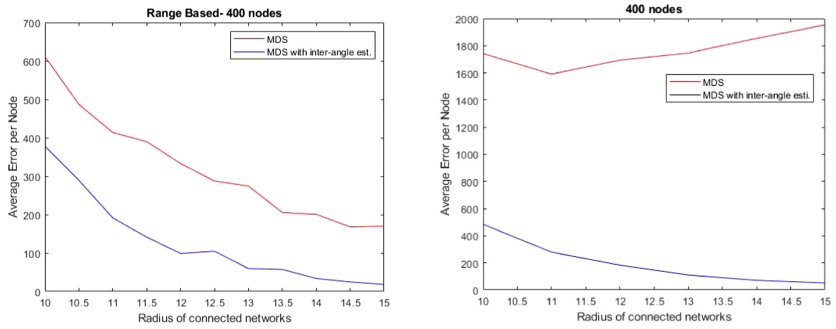 Range Based- 400 nodes
700
600
500
400
300
200
100
0
Average Error per Node
MDS
MDS with inter-angle est.
10 10.5 11 11.5 12 12.5 13 13.5 14 14.5 15
Radius of connected networks
400 nodes
2000
1800
1600
1400
1200
1000
800
600
400
200
0
Average Error per Node
MDS
MDS with inter-angle esti.
10 10.5 11 11.5 12 12.5 13 13.5 14 14.5 15
Radius of connected networks